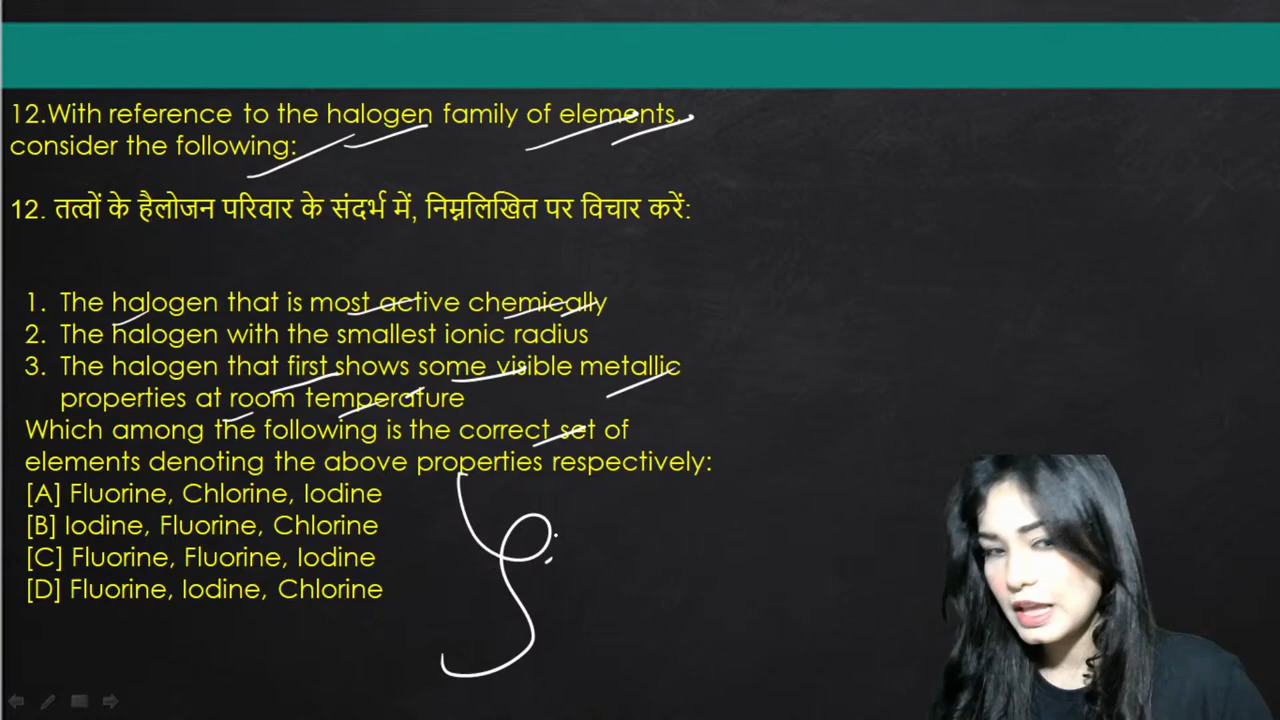 12.With reference to the halogen family of elements,
consider the following:
12. तत्वों के हैलोजन परिवार के संदर्भ में, निम्नलिखित पर विचार करें:
1. The halogen that is most active chemically
2. The halogen with the smallest ionic radius
3. The halogen that first shows some visible metallic
properties at room temperature
Which among the following is the correct set of
elements denoting the above properties respectively:
[A] Fluorine, Chlorine, Iodine
[B] Iodine, Fluorine, Chlorine
[C] Fluorine, Fluorine, Iodine
[D] Fluorine, Iodine, Chlorine